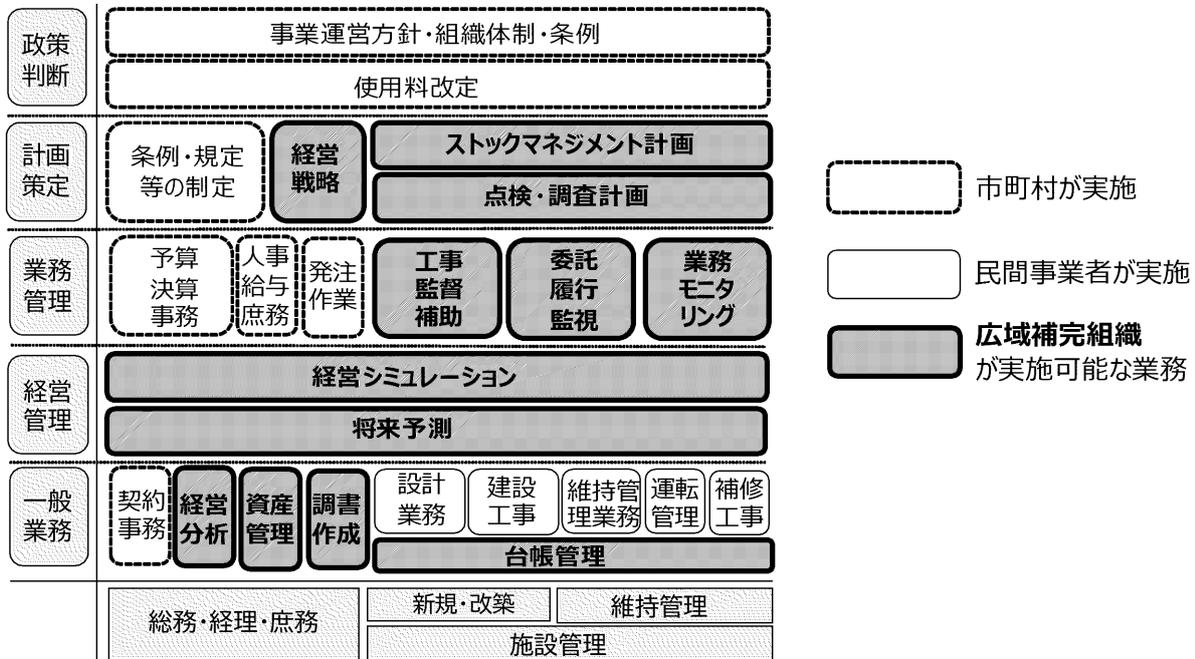 政策
判断
事業運営方針・組織体制・条例
使用料改定
計画
策定
条例・規定
等の制定
経営
戦略
ストックマネジメント計画
点検・調査計画
業務
管理
予算
決算
事務
人事
給与
庶務
発注
作業
工事
監督
補助
委託
履行
監視
業務
モニタ
リング
経営
管理
経営シミュレーション
将来予測
一般
業務
契約
事務
経営
分析
資産
管理
調書
作成
設計
業務
建設
工事
維持管
理業務
運転
管理
補修
工事
台帳管理
総務・経理・庶務
新規・改築
維持管理
施設管理
市町村が実施
民間事業者が実施
広域補完組織
が実施可能な業務